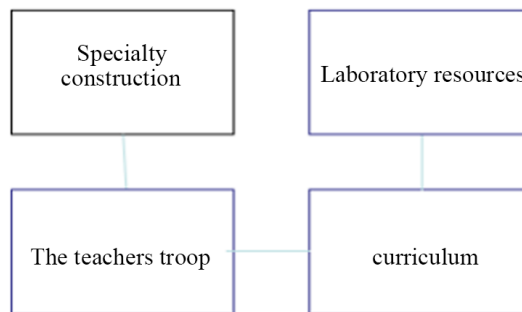 Specialty
construction
Laboratory resources
The teachers troop
curriculum